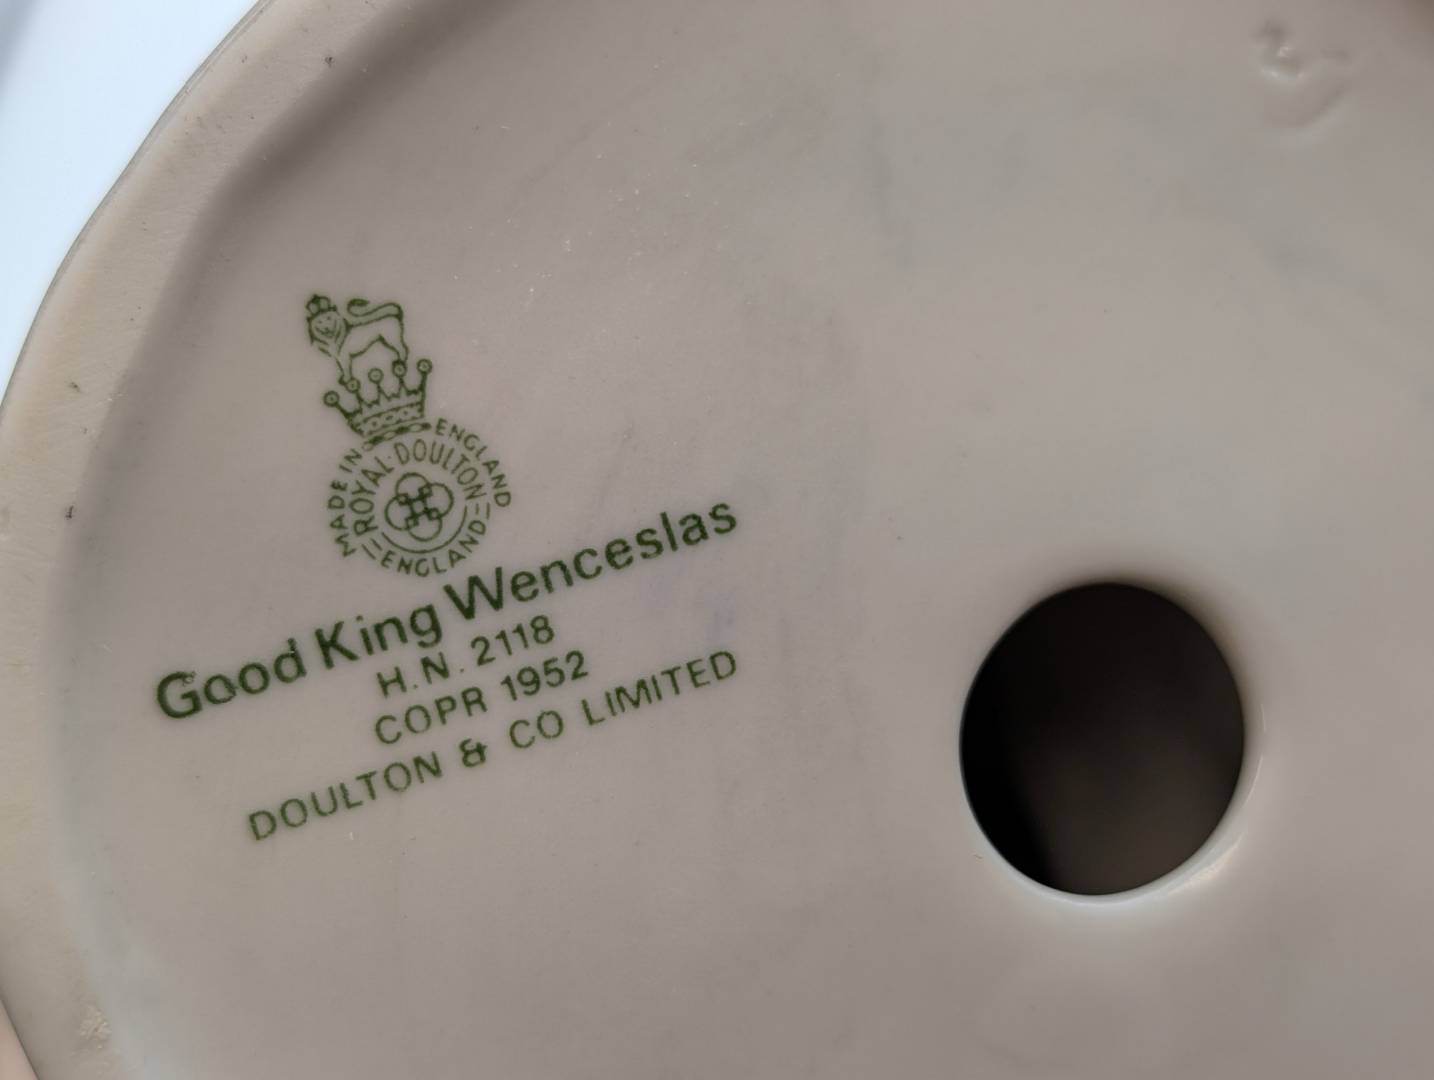 MADE IN ENGLAND
ROYAL·DOULTON
ENGLAND
Good King Wenceslas
H.N. 2118
COPR 1952
DOULTON & CO LIMITED